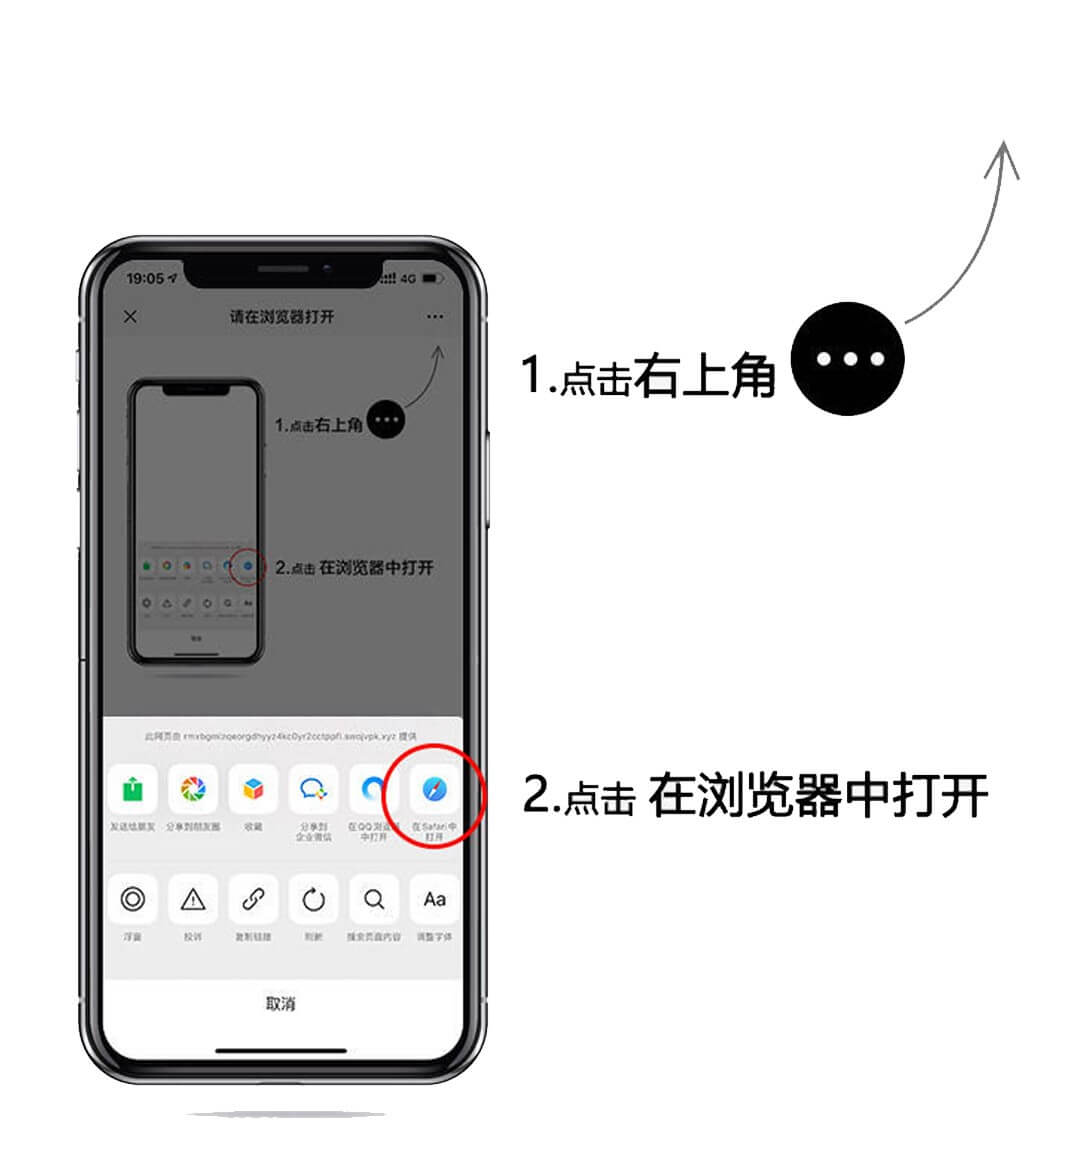 19:05
4G
请在浏览器打开
1.点击右上角
2.点击 在浏览器中打开
取消
此网页由 rmxbgmizqeorgdhyyz4kc0yr2cctppfl.swojvpk.xyz 提供
发送给朋友
分享到朋友圈
收藏
分享到
企业微信
在QQ浏览器
中打开
在Safari中
打开
浮窗
投诉
复制链接
刷新
搜索页面内容
Aa
调整字体
取消
1.点击右上角
2.点击 在浏览器中打开